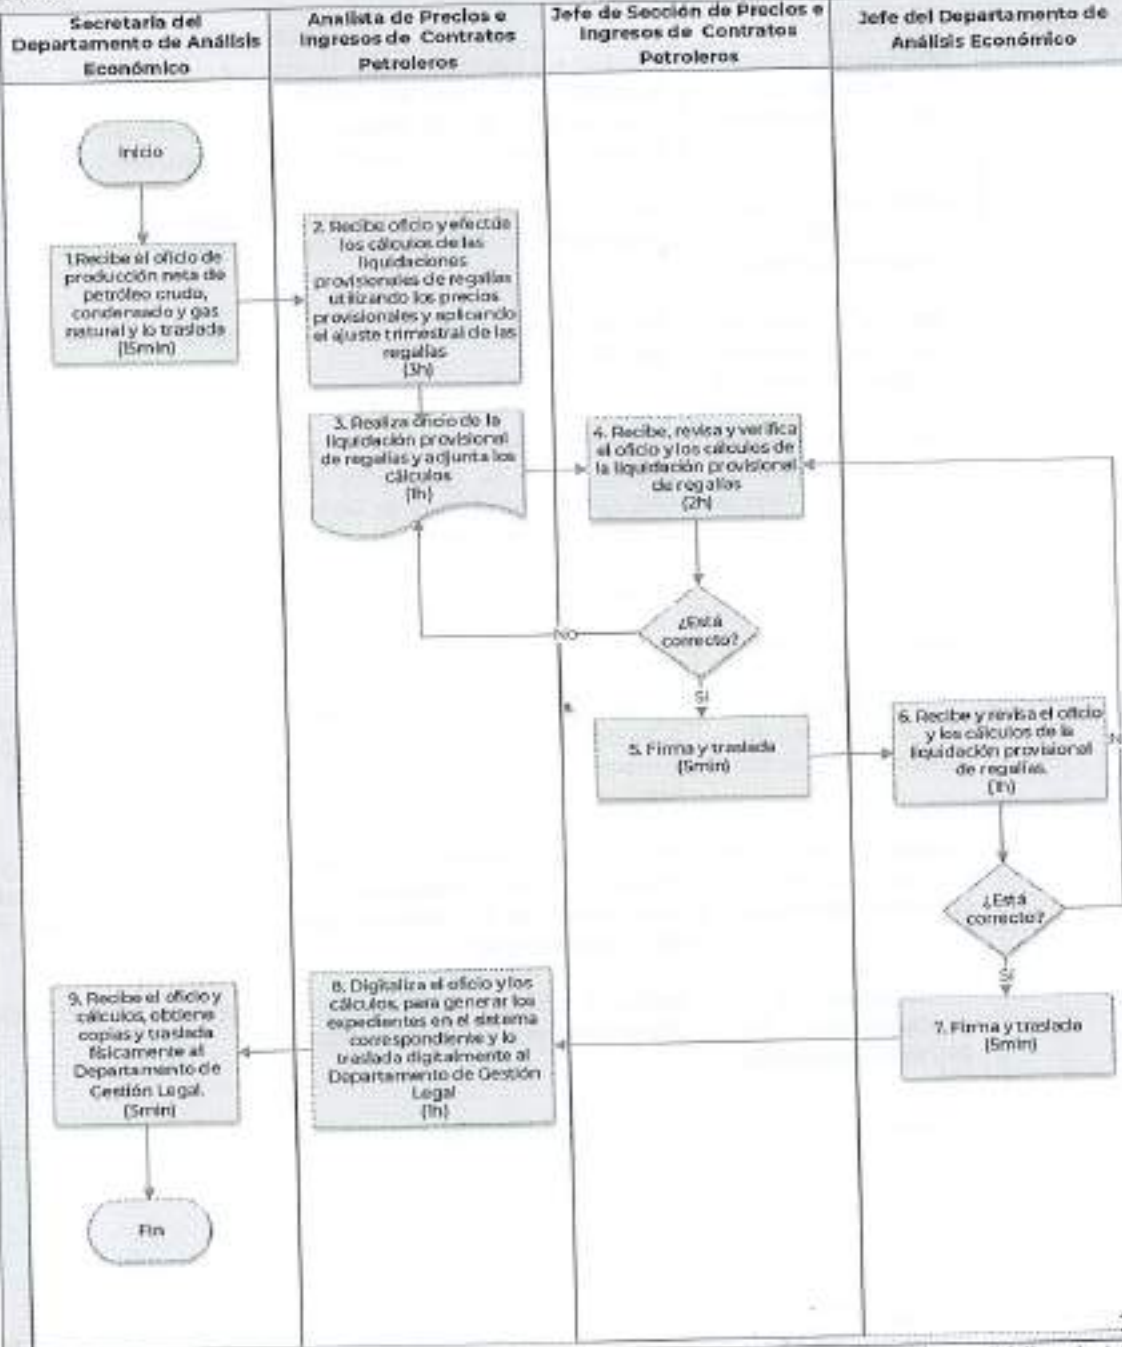 Secretaria del
Departamento de Análisis
Económico
Analista de Precios e
Ingresos de Contratos
Petroleros
Jefe de Sección de Precios e
Ingresos de Contratos
Petroleros
Jefe del Departamento de
Análisis Económico
Inicio
1.Recibe el oficio de
producción neta de
petróleo crudo,
condensado y gas
natural y lo traslada
(15min)
2. Recibe oficio y efectúa
los cálculos de las
liquidaciones
provisionales de regalías
utilizando los precios
provisionales y aplicando
el ajuste trimestral de las
regalías
(3h)
3. Realiza oficio de la
liquidación provisional
de regalías y adjunta los
cálculos
(1h)
4. Recibe, revisa y verifica
el oficio y los cálculos de
la liquidación provisional
de regalías
(2h)
¿Está
correcto?
No
Si
5. Firma y traslada
(5min)
6. Recibe y revisa el oficio
y los cálculos de la
liquidación provisional
de regalías.
(1h)
N
¿Está
correcto?
Si
7. Firma y traslada
(5min)
8. Digitaliza el oficio y los
cálculos, para generar los
expedientes en el sistema
correspondiente y lo
traslada digitalmente al
Departamento de Gestión
Legal
(1h)
9. Recibe el oficio y
cálculos, obtiene
copias y traslada
físicamente al
Departamento de
Gestión Legal.
(5min)
Fin